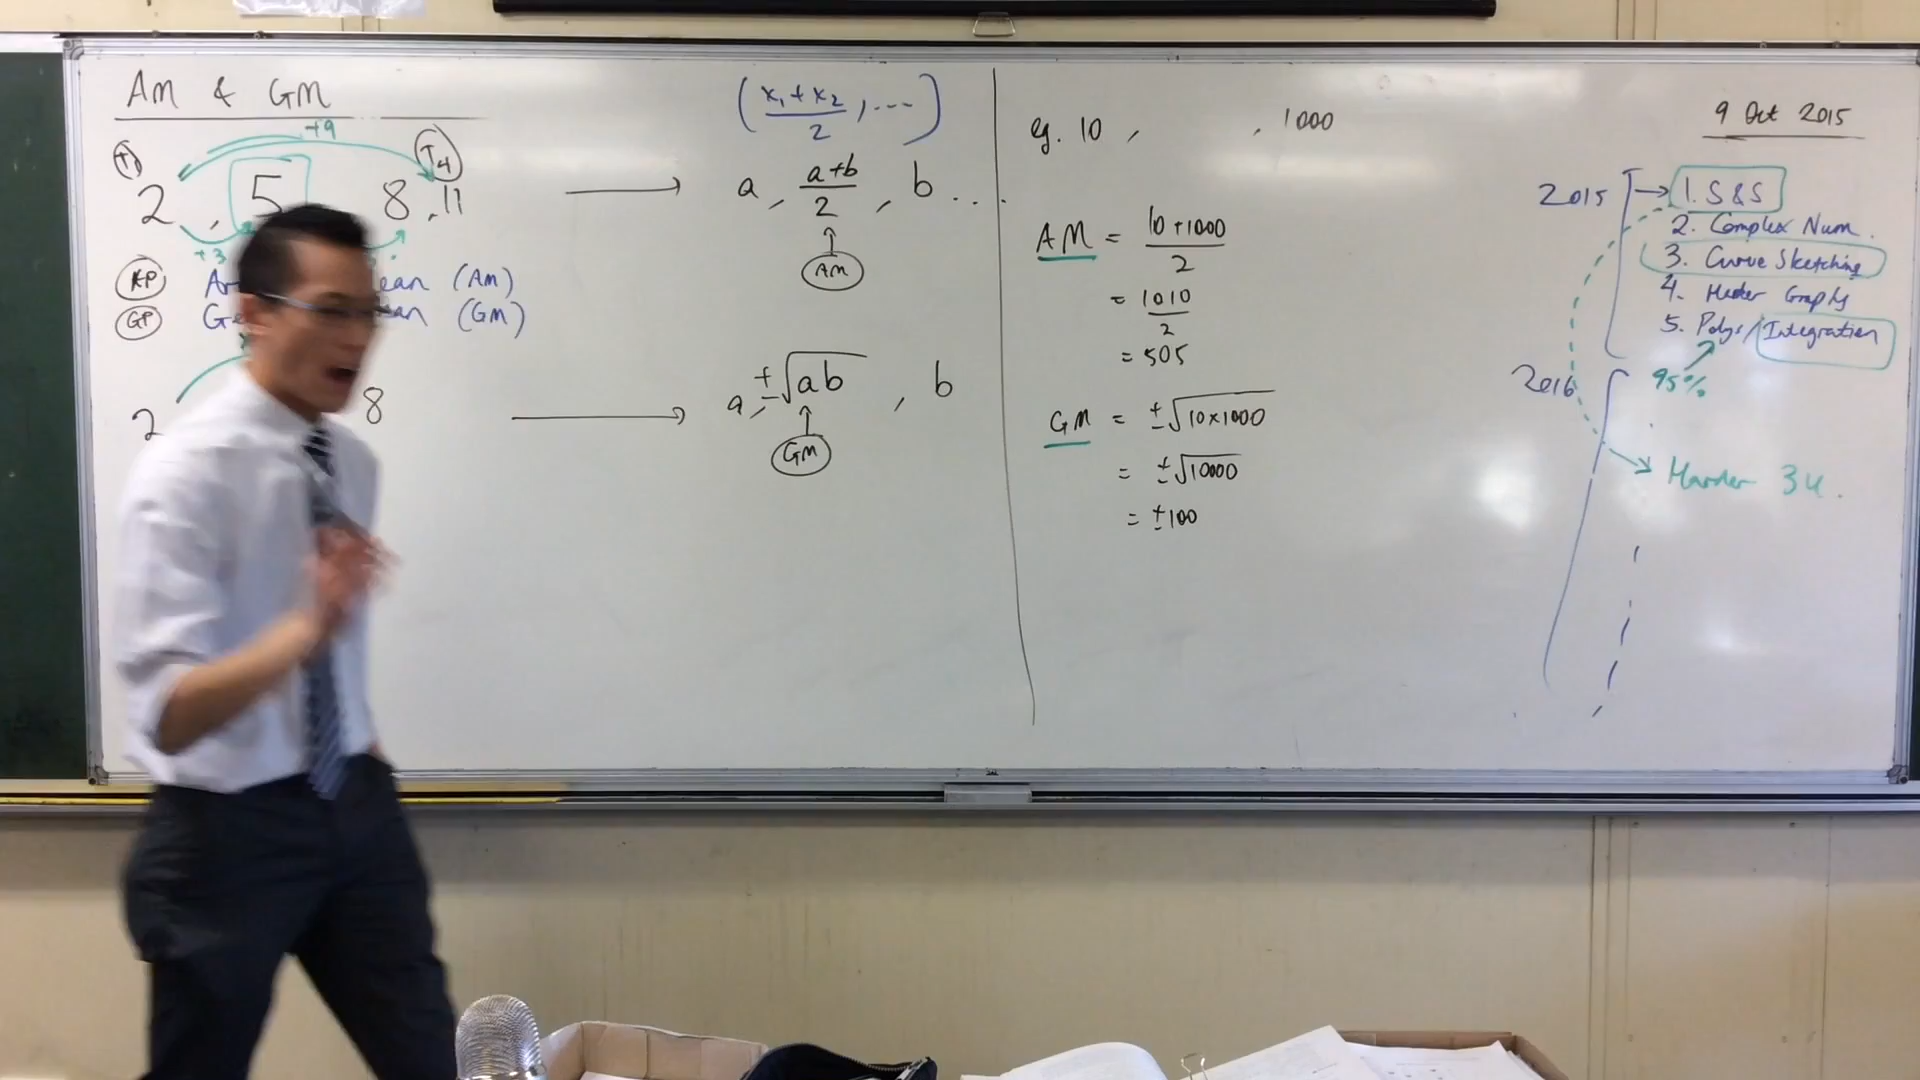 AM & GM
+9
T1 T4
2 , 5 8 , 11
+3
AP (AM)
GP (GM)
2 8
(x₁+x₂/2 , ...)
a , a+b/2 , b ...
AM
a , ±√ab , b
GM
eg. 10 , , 1000
AM = 10+1000/2
= 1010/2
= 505
GM = ±√10×1000
= ±√10000
= ±100
9 Oct 2015
2015 → 1. S&S
2. Complex Num.
3. Curve Sketching
4. Harder Graphs
5. Polys/Integration
2016 95%
Harder 3U.